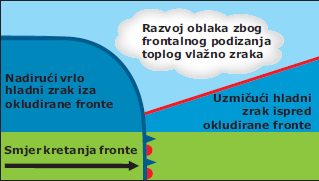 Razvoj oblaka zbog
frontalnog podizanja
toplog vlažno zraka
Nadirući vrlo
hladni zrak iza
okludirane fronte
Uzmičući hladni
zrak ispred
okludirane fronte
Smjer kretanja fronte